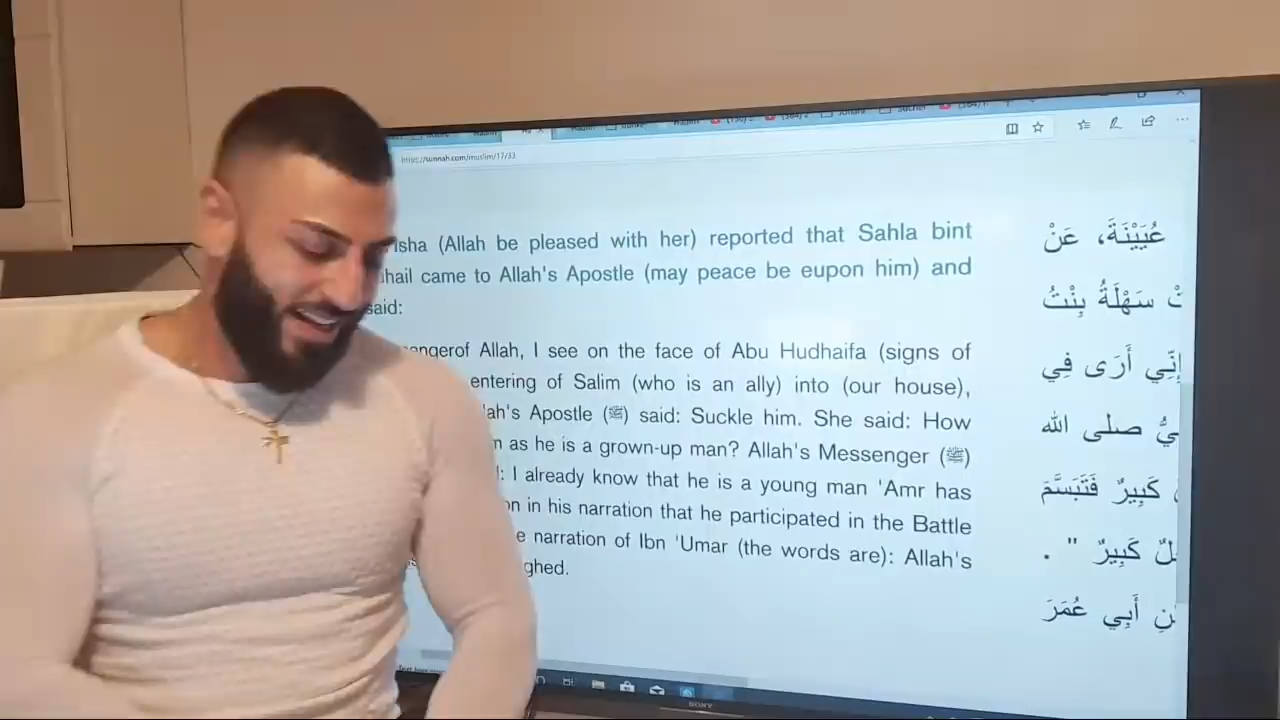 https://sunnah.com/muslim/17/33
isha (Allah be pleased with her) reported that Sahla bint
hail came to Allah's Apostle (may peace be eupon him) and
said:
engerof Allah, I see on the face of Abu Hudhaifa (signs of
entering of Salim (who is an ally) into (our house),
lah's Apostle (ﷺ) said: Suckle him. She said: How
as he is a grown-up man? Allah's Messenger (ﷺ)
: I already know that he is a young man 'Amr has
on in his narration that he participated in the Battle
e narration of Ibn 'Umar (the words are): Allah's
ghed.
عُيَيْنَةَ، عَنْ
سَهْلَةُ بِنْتُ
إِنِّي أَرَى فِي
صلى الله
كَبِيرٌ فَتَبَسَّمَ
كَبِيرٌ " .
أَبِي عُمَرَ
SONY